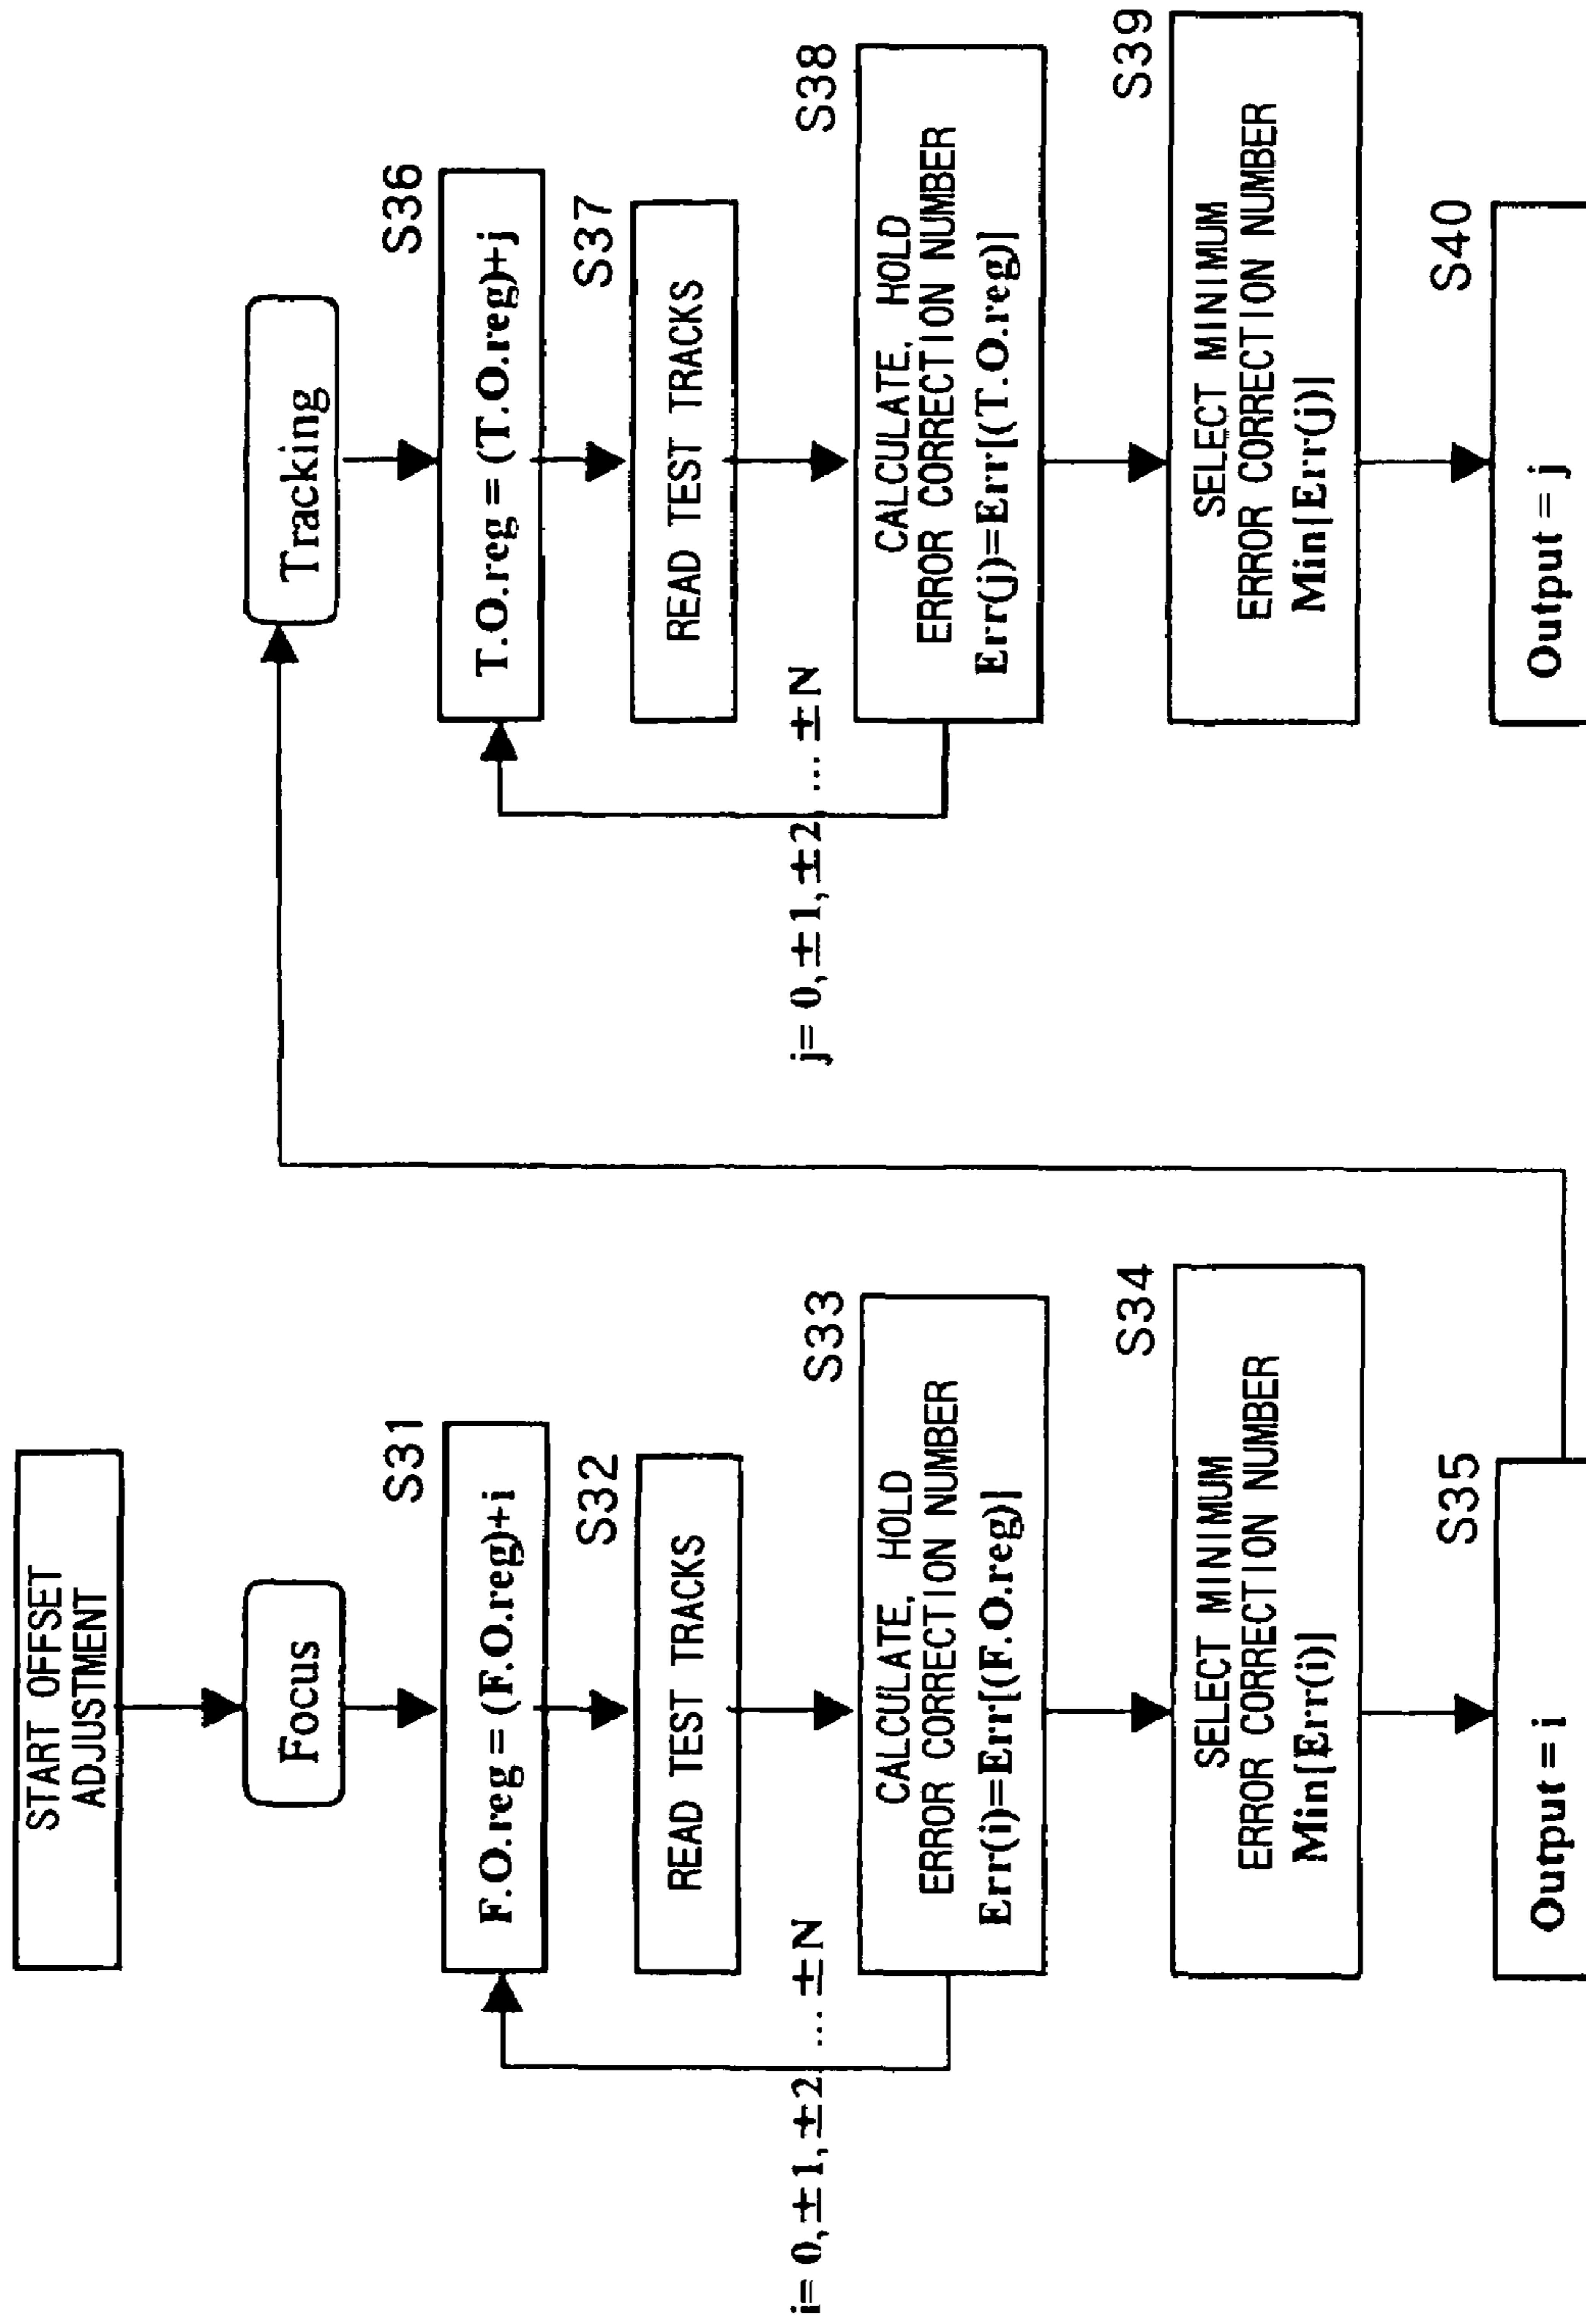 START OFFSET
ADJUSTMENT
Focus
S31
F.O.reg = (F.O.reg)+i
S32
READ TEST TRACKS
i= 0,±1,±2 ... ±N
S33
CALCULATE, HOLD
ERROR CORRECTION NUMBER
Err(i)=Err[(F.O.reg)]
S34
SELECT MINIMUM
ERROR CORRECTION NUMBER
Min[Err(i)]
S35
Output = i
Tracking
S36
T.O.reg = (T.O.reg)+j
S37
READ TEST TRACKS
j= 0,±1,±2 ... ±N
S38
CALCULATE, HOLD
ERROR CORRECTION NUMBER
Err(j)=Err[(T.O.reg)]
S39
SELECT MINIMUM
ERROR CORRECTION NUMBER
Min[Err(j)]
S40
Output = j